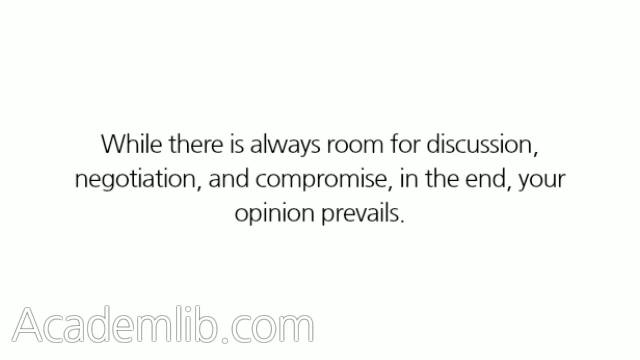 While there is always room for discussion,
negotiation, and compromise, in the end, your
opinion prevails.
Academlib.com